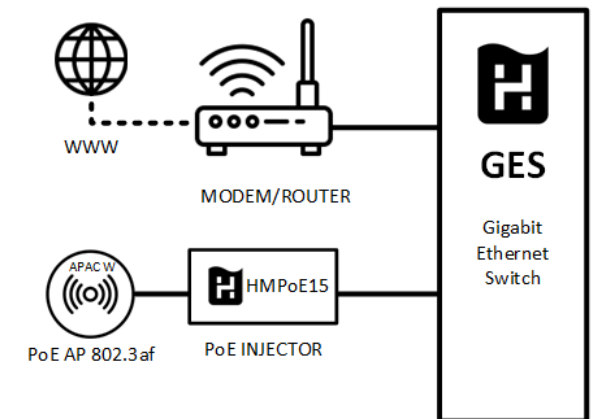 WWW
MODEM/ROUTER
GES
Gigabit
Ethernet
Switch
APAC W
HMPoE15
PoE AP 802.3af
PoE INJECTOR